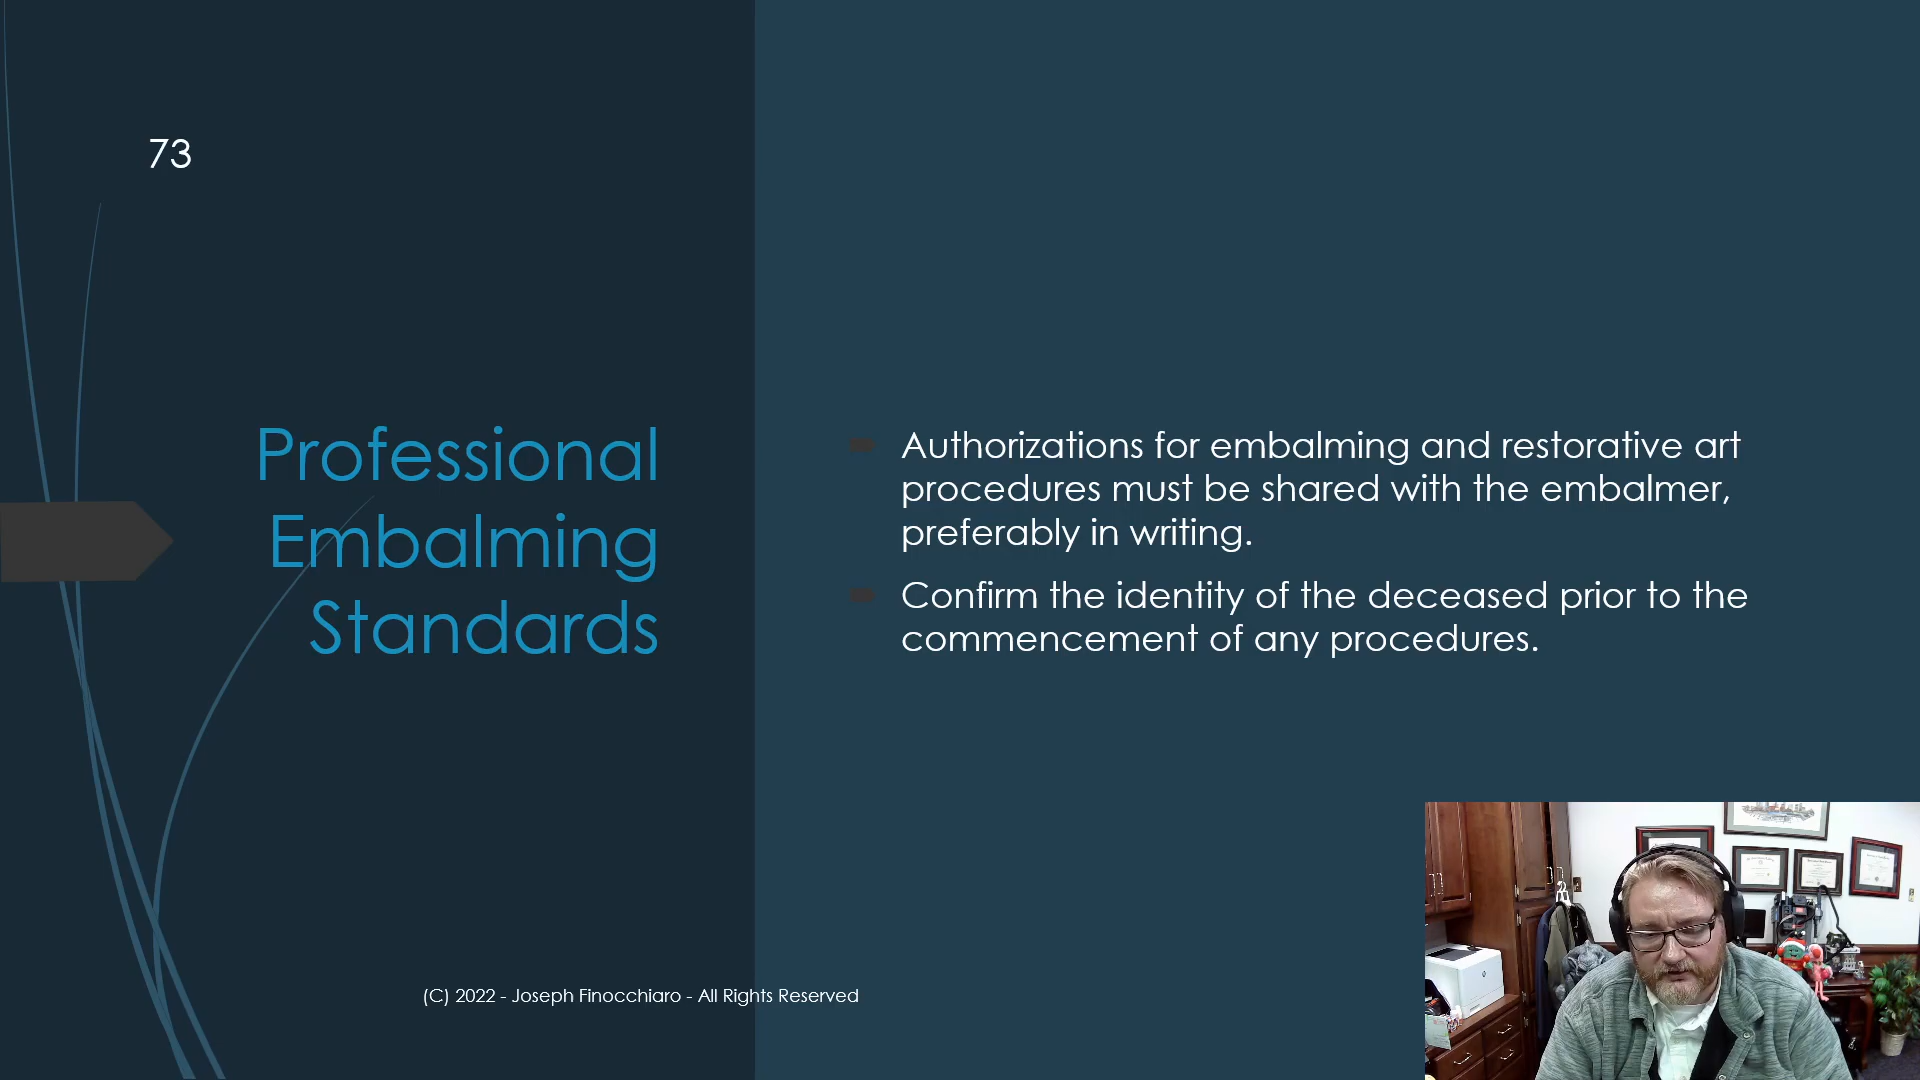 73
Professional
Embalming
Standards
Authorizations for embalming and restorative art
procedures must be shared with the embalmer,
preferably in writing.
Confirm the identity of the deceased prior to the
commencement of any procedures.
(C) 2022 - Joseph Finocchiaro - All Rights Reserved